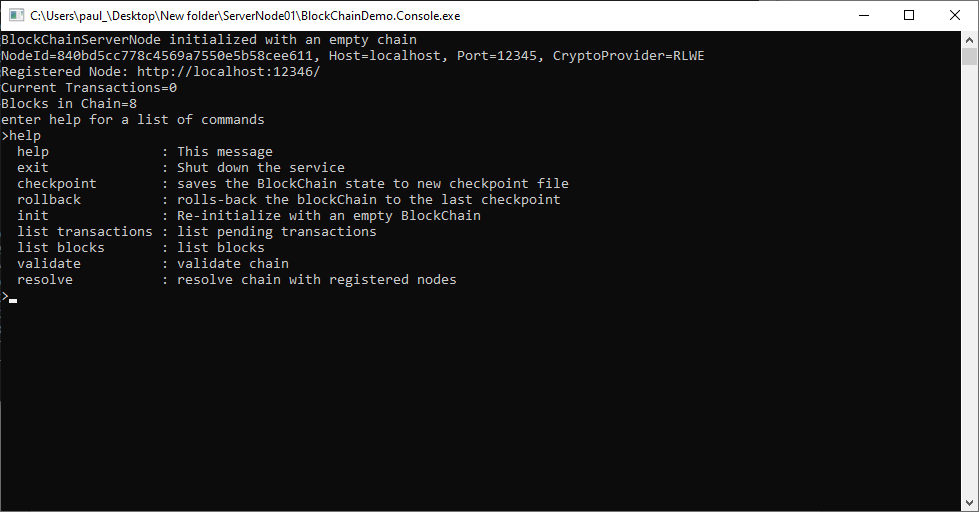 C:\Users\paul_\Desktop\New folder\ServerNode01\BlockChainDemo.Console.exe
BlockChainServerNode initialized with an empty chain
NodeId=840bd5cc778c4569a7550e5b58cee611, Host=localhost, Port=12345, CryptoProvider=RLWE
Registered Node: http://localhost:12346/
Current Transactions=0
Blocks in Chain=8
enter help for a list of commands
>help
help : This message
exit : Shut down the service
checkpoint : saves the BlockChain state to new checkpoint file
rollback : rolls-back the blockChain to the last checkpoint
init : Re-initialize with an empty BlockChain
list transactions : list pending transactions
list blocks : list blocks
validate : validate chain
resolve : resolve chain with registered nodes
>